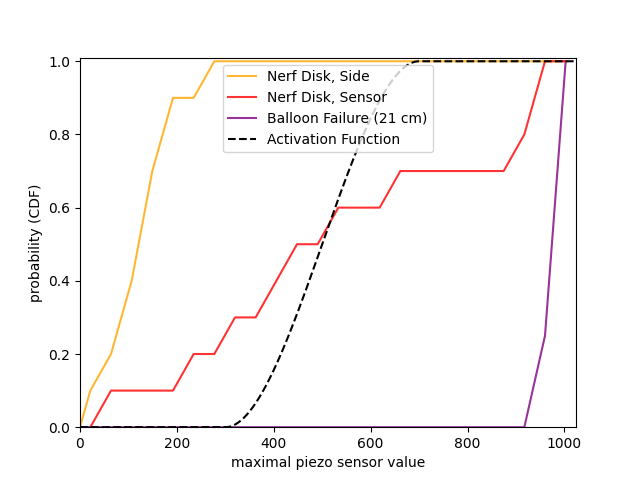 1.0
0.8
0.6
0.4
0.2
0.0
probability (CDF)
Nerf Disk, Side
Nerf Disk, Sensor
Balloon Failure (21 cm)
Activation Function
0 200 400 600 800 1000
maximal piezo sensor value